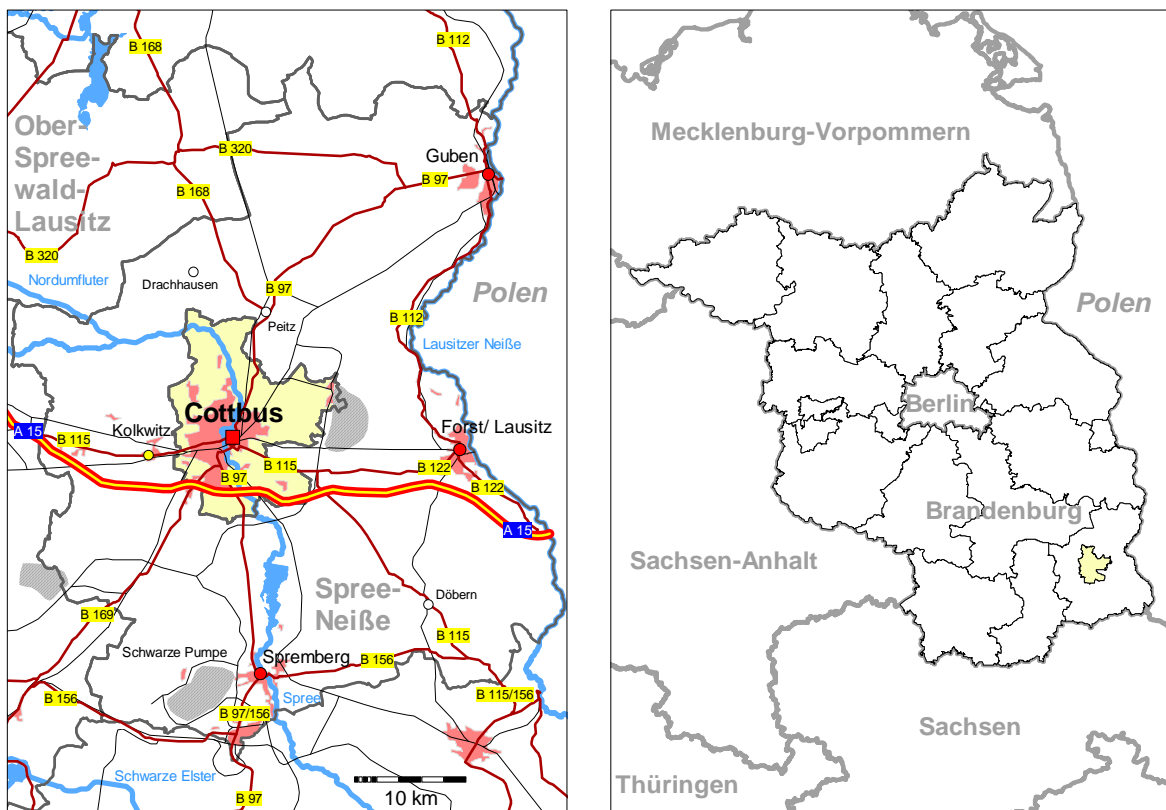 B 112
B 168
Ober-
Spree-
wald-
Lausitz
B 320
Guben
B 97
B 168
B 320
Nordumfluter
Drachhausen
B 97
Polen
Peitz
B 112
Lausitzer Neiße
Cottbus
A 15
B 115
Kolkwitz
Forst/ Lausitz
B 115
B 97
B 122
B 122
A 15
Spree-
Neiße
Döbern
B 169
B 115
Schwarze Pumpe
Spremberg
B 156
B 156
Spree
B 115/156
B 97/156
Schwarze Elster
B 97
10 km
Mecklenburg-Vorpommern
Polen
Berlin
Brandenburg
Sachsen-Anhalt
Sachsen
Thüringen